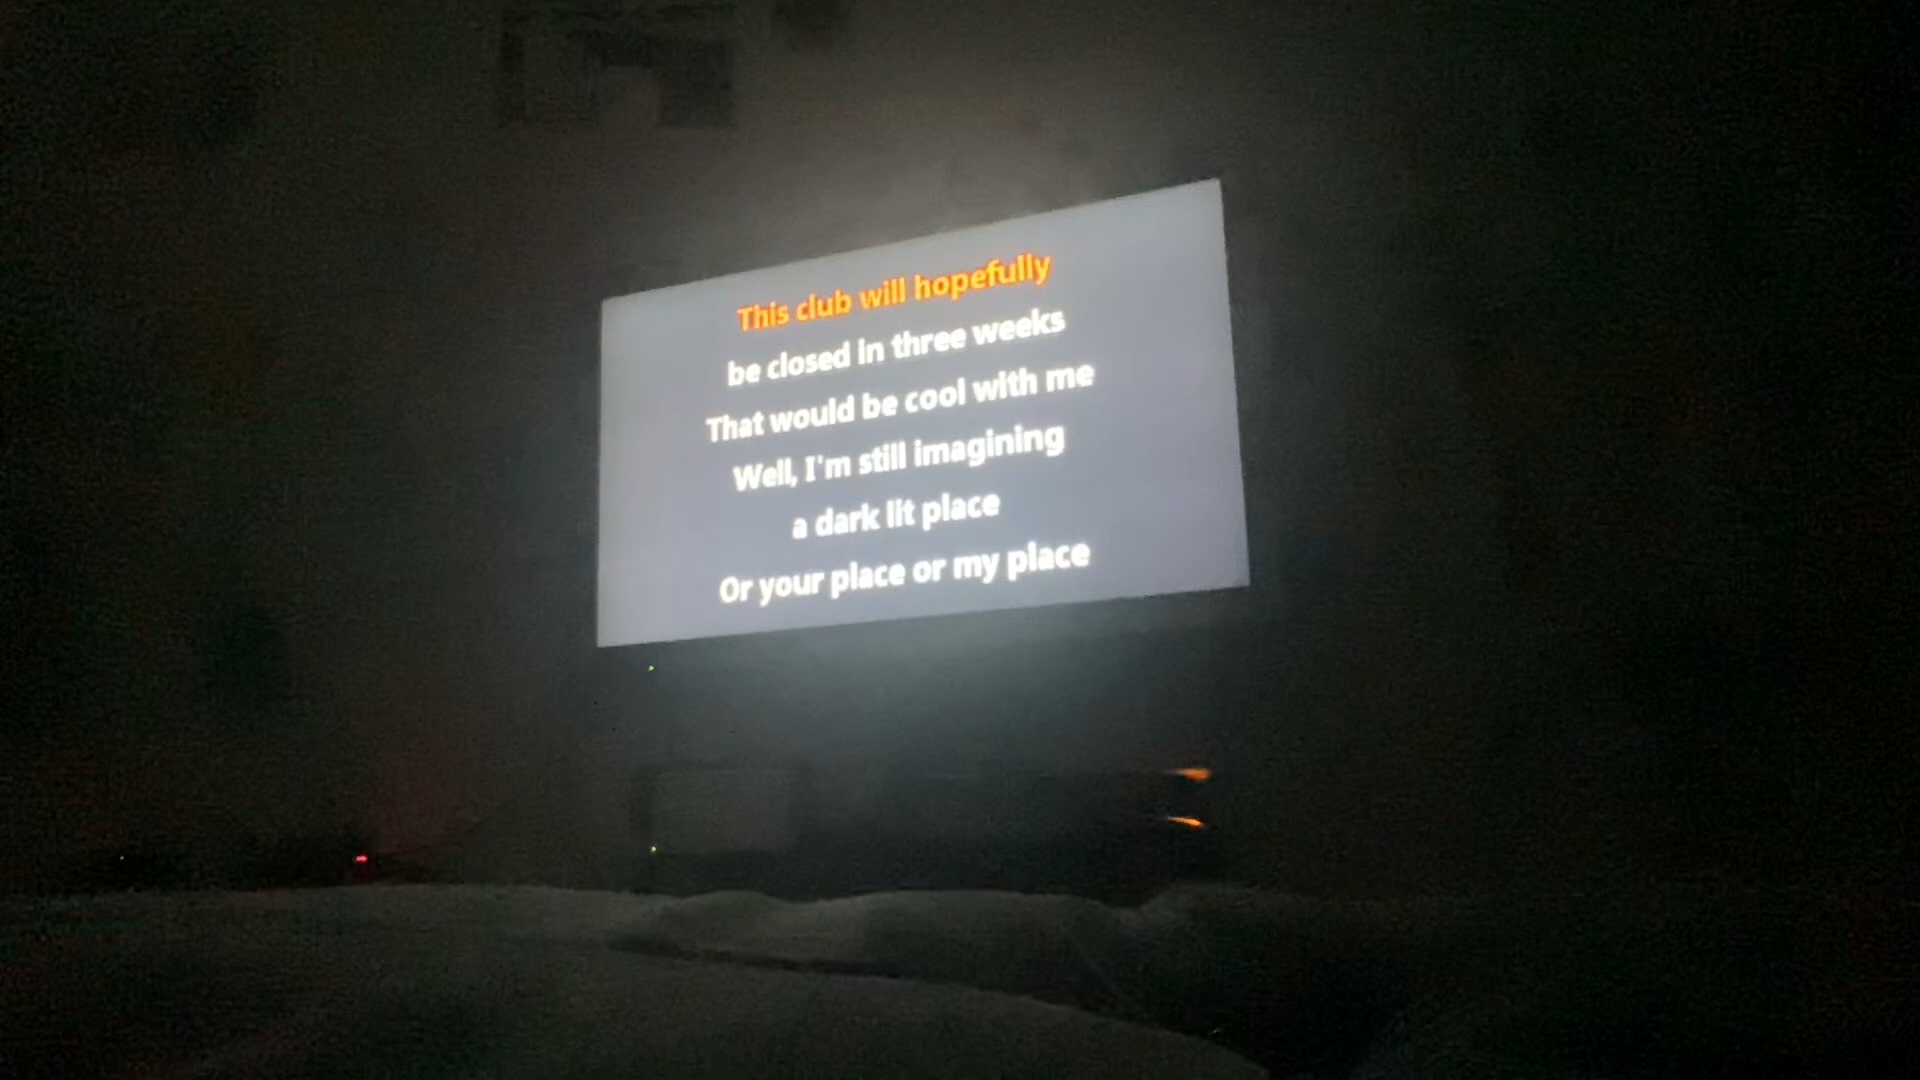 This club will hopefully
be closed in three weeks
That would be cool with me
Well, I'm still imagining
a dark lit place
Or your place or my place